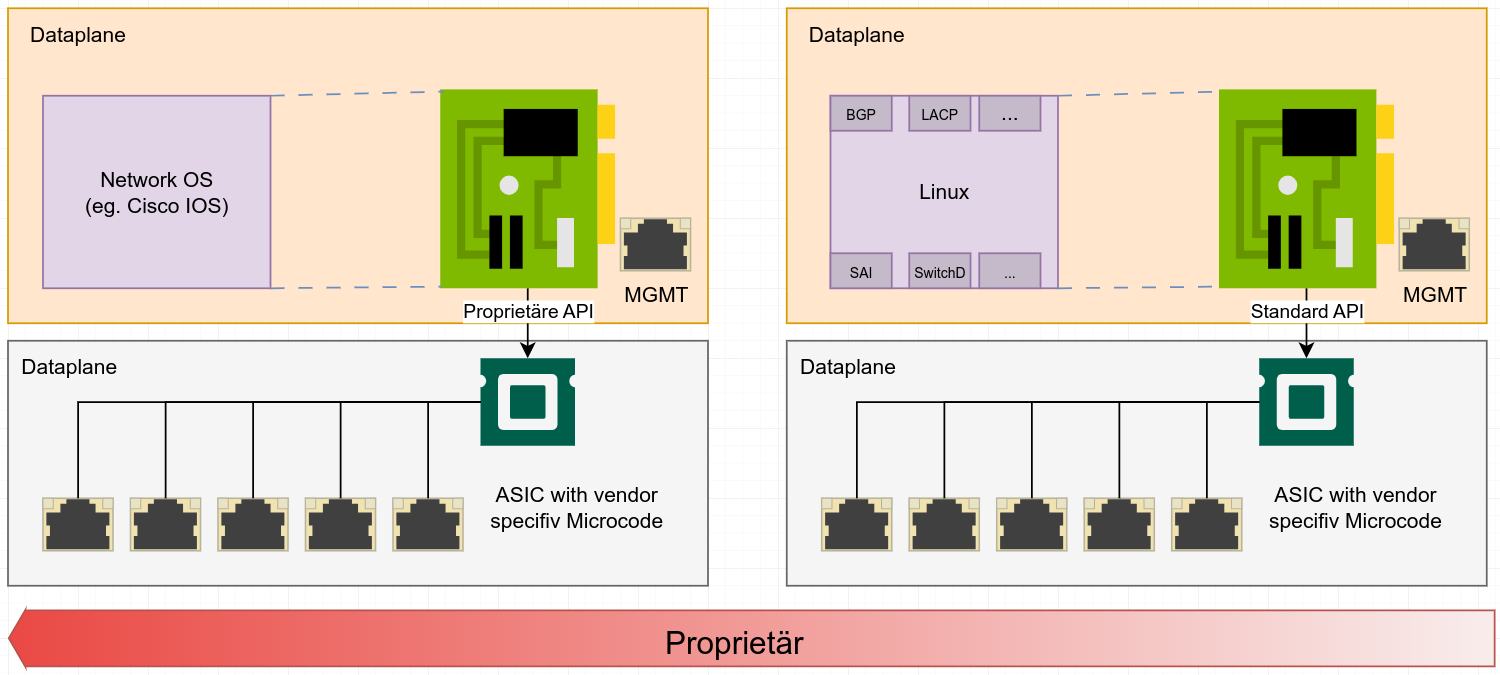 Dataplane
Network OS
(eg. Cisco IOS)
MGMT
Proprietäre API
Dataplane
ASIC with vendor
specifiv Microcode
Dataplane
BGP
LACP
...
Linux
SAI
SwitchD
...
MGMT
Standard API
Dataplane
ASIC with vendor
specifiv Microcode
Proprietär